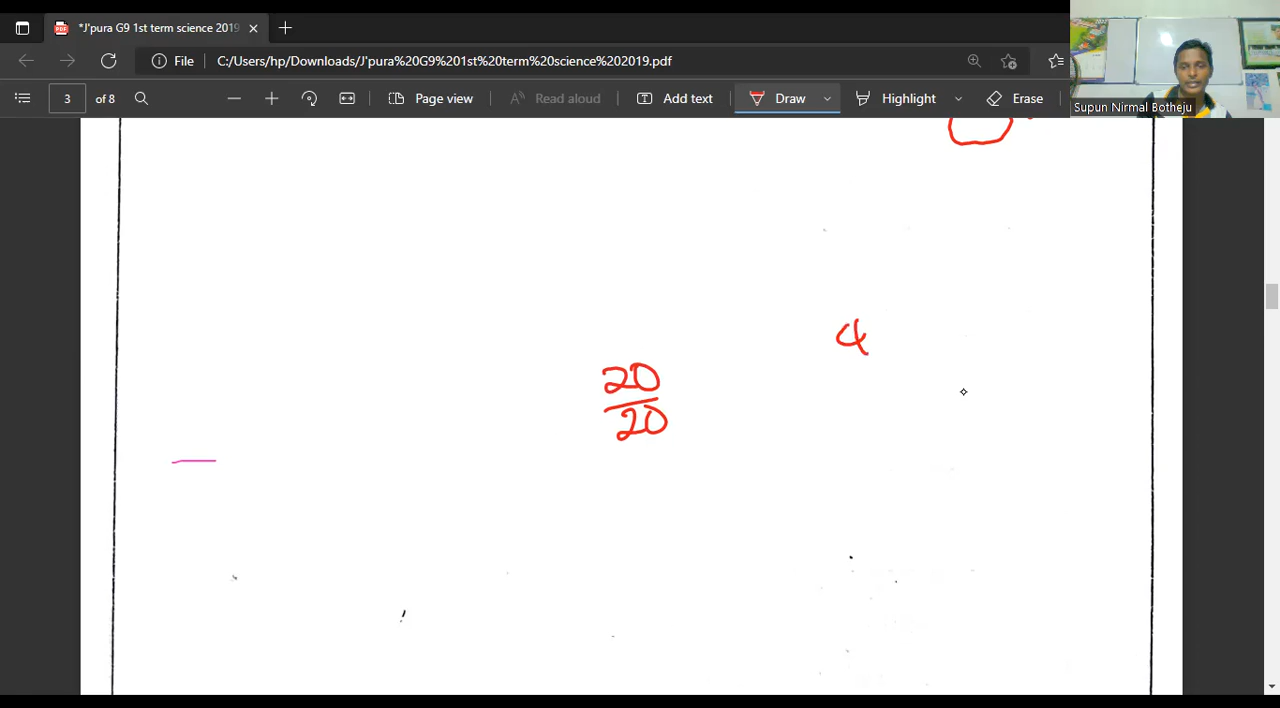 *J'pura G9 1st term science 2019
File C:/Users/hp/Downloads/J'pura%20G9%201st%20term%20science%202019.pdf
3 of 8 Page view Read aloud Add text Draw Highlight Erase
Supun Nirmal Botheju
4
20
20